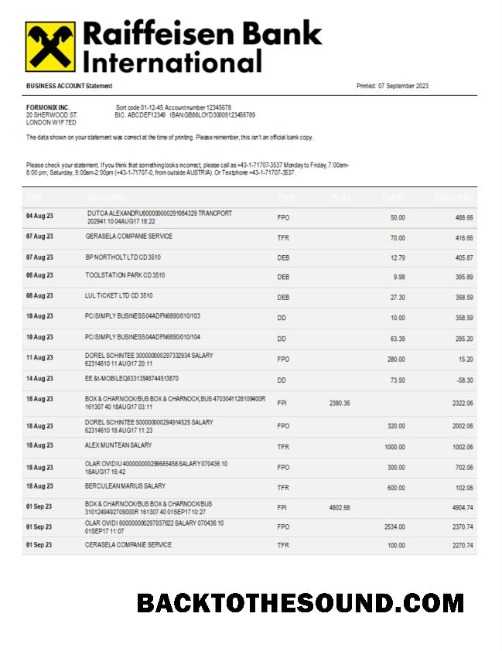 Raiffeisen Bank
International
BUSINESS ACCOUNT Statement Printed: 07 September 2023
FORMONIX INC. Sort code 01-12-45 Account number 12345678
20 SHERWOOD ST. BIC: ABCDEF12349 IBAN:GB88LOYD30009123456789
LONDON W1F 7ED
The data shown on your statement was correct at the time of printing. Please remember, this isn't an official bank copy.
Please check your statement. If you think that something looks incorrect, please call as +43-1-71707-3537 Monday to Friday, 7:00am-
8:00 pm; Saturday, 9:00am-2:00pm (+43-1-71707-0, from outside AUSTRIA). Or Textphone +43-1-71707-3537.
04 Aug 23 DUTCA ALEXANDRU600000000291984329 TRANCPORT FPO 50.00 488.66
202941 10 04AUG17 18:22
07 Aug 23 GERASELA COMPANIE SERVICE TFR 70.00 418.66
07 Aug 23 BP NORTHOLT LTD CD 3510 DEB 12.79 405.87
08 Aug 23 TOOLSTATION PARK CD 3510 DEB 9.98 395.89
08 Aug 23 LUL TICKET LTD CD 3510 DEB 27.30 368.59
10 Aug 23 PC/SIMPLY BUSINESS04ADFN6890/010/103 DD 10.00 358.59
10 Aug 23 PC/SIMPLY BUSINESS04ADFN6890/010/104 DD 63.39 295.20
11 Aug 23 DOREL SCHINTEE 300000000297332934 SALARY FPO 280.00 15.20
62314610 11 AUG17 20:11
14 Aug 23 EE &t-MOBILEQ63313548744513870 DD 73.50 -58.30
18 Aug 23 BOX & CHARNOCK/BUS BOX & CHARNOCK,BUS 4703041128109400R FPI 2380.36 2322.06
161307 40 18AUG17 03:11
18 Aug 23 DOREL SCHINTEE 500000000294914525 SALARY FPO 320.00 2002.06
62314610 18 AUG17 11:23
18 Aug 23 ALEX MUNTEAN SALARY TFR 1000.00 1002.06
18 Aug 23 OLAR OVIDIU 400000000299685458 SALARY 070436 10 FPO 300.00 702.06
18AUG17 16:42
18 Aug 23 BERCULEAN MARIUS SALARY TFR 600.00 102.06
01 Sep 23 BOX & CHARNOCK/BUS BOX & CHARNOCK/BUS FPI 4802.68 4904.74
3101249492709000R 161307 40 01SEP17 10:27
01 Sep 23 OLAR OVIDI 600000000297937822 SALARY 070436 10 FPO 2534.00 2370.74
01SEP17 11:07
01 Sep 23 CERASELA COMPANIE SERVICE TFR 100.00 2270.74
BACKTOTHESOUND.COM